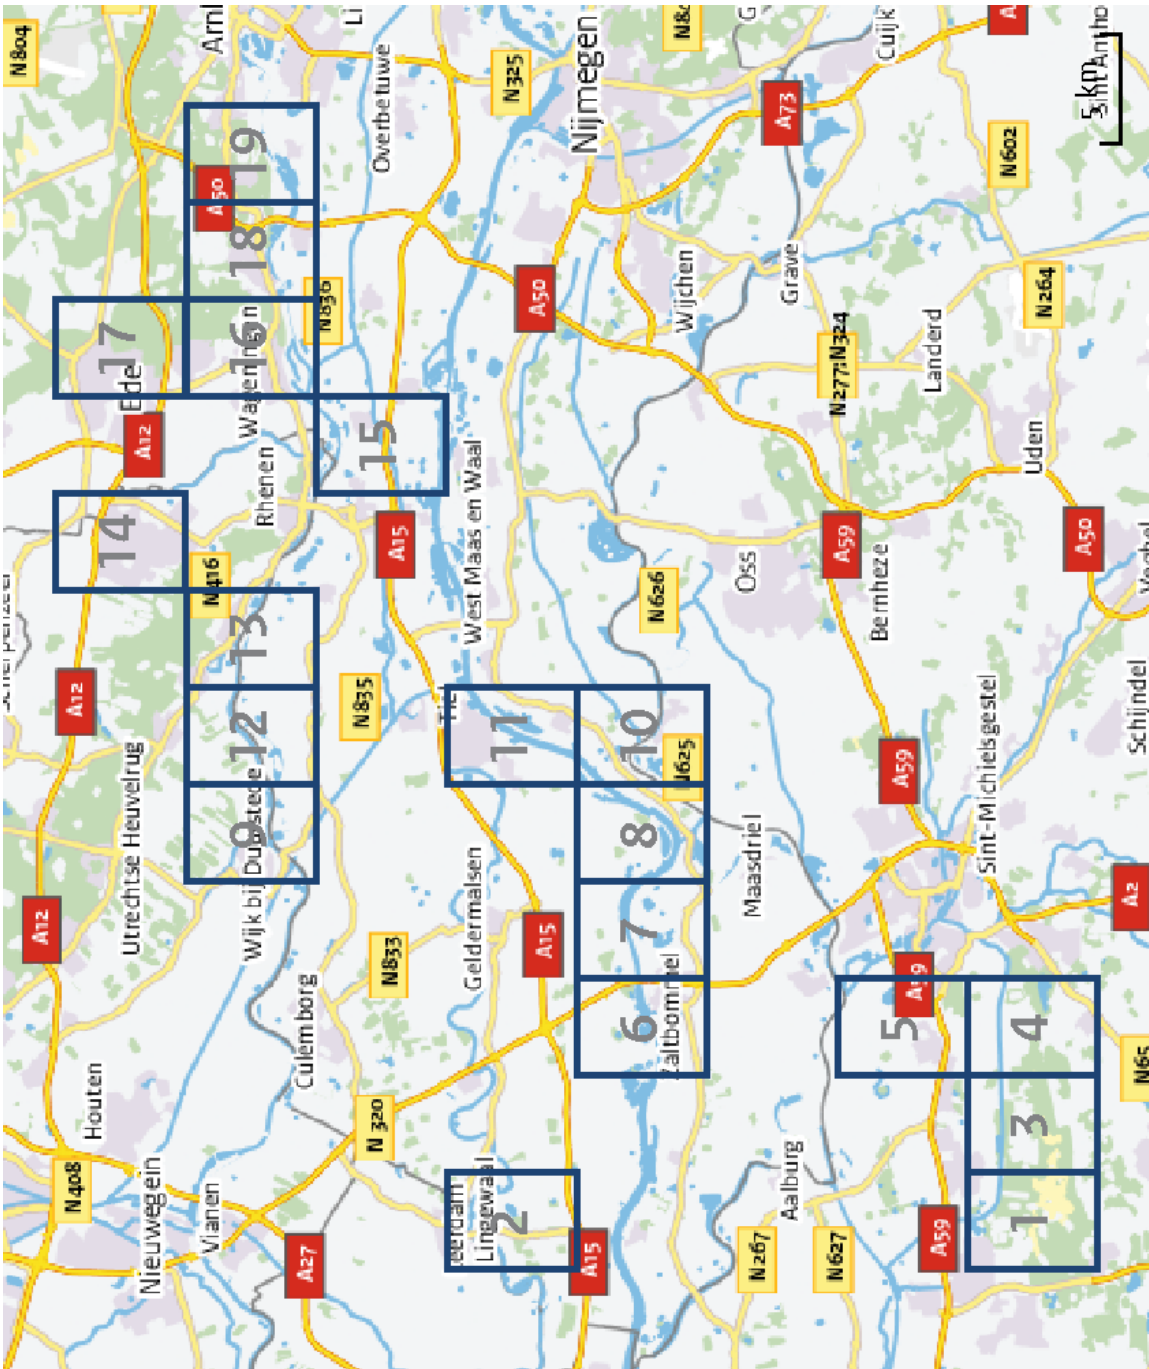 N804
A12
A12
N408
Houten
14
17
Ede
A12
Utrechtse Heuvelrug
Nieuwegein
Vianen
N416
A50
Wijk bij Duurstede
9
12
13
Wageningen
16
18
19
Rhenen
A27
Culemborg
N836
N835
N 320
N833
A15
15
Overbetuwe
Leerdam
Lingewaal
Geldermalsen
Tiel
West Maas en Waal
2
11
N325
A15
A15
A50
Nijmegen
6
7
8
10
Zaltbommel
N626
N625
Wijchen
Oss
Maasdriel
N267
Aalburg
Grave
A73
N627
N277;N324
A59
Bernheze
Cuijk
5
A59
A59
A59
Landerd
Sint-Michielsgestel
N602
1
3
4
Uden
N264
A50
5 km
A2
N65
Schijndel